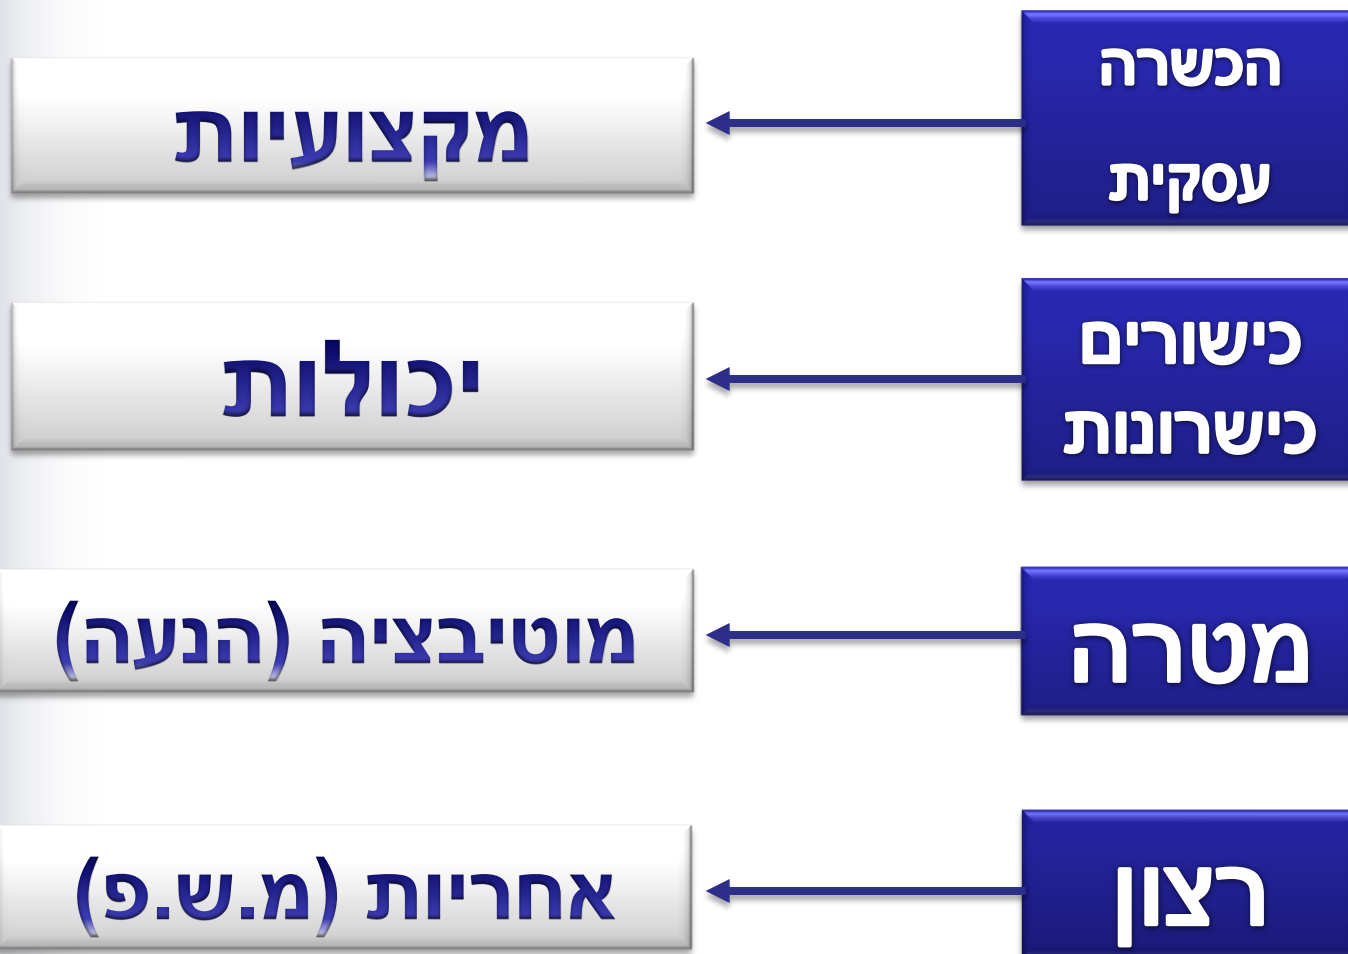 הכשרה
עסקית
מקצועיות
כישורים
כישרונות
יכולות
מטרה
מוטיבציה (הנעה)
רצון
אחריות (מ.ש.פ)